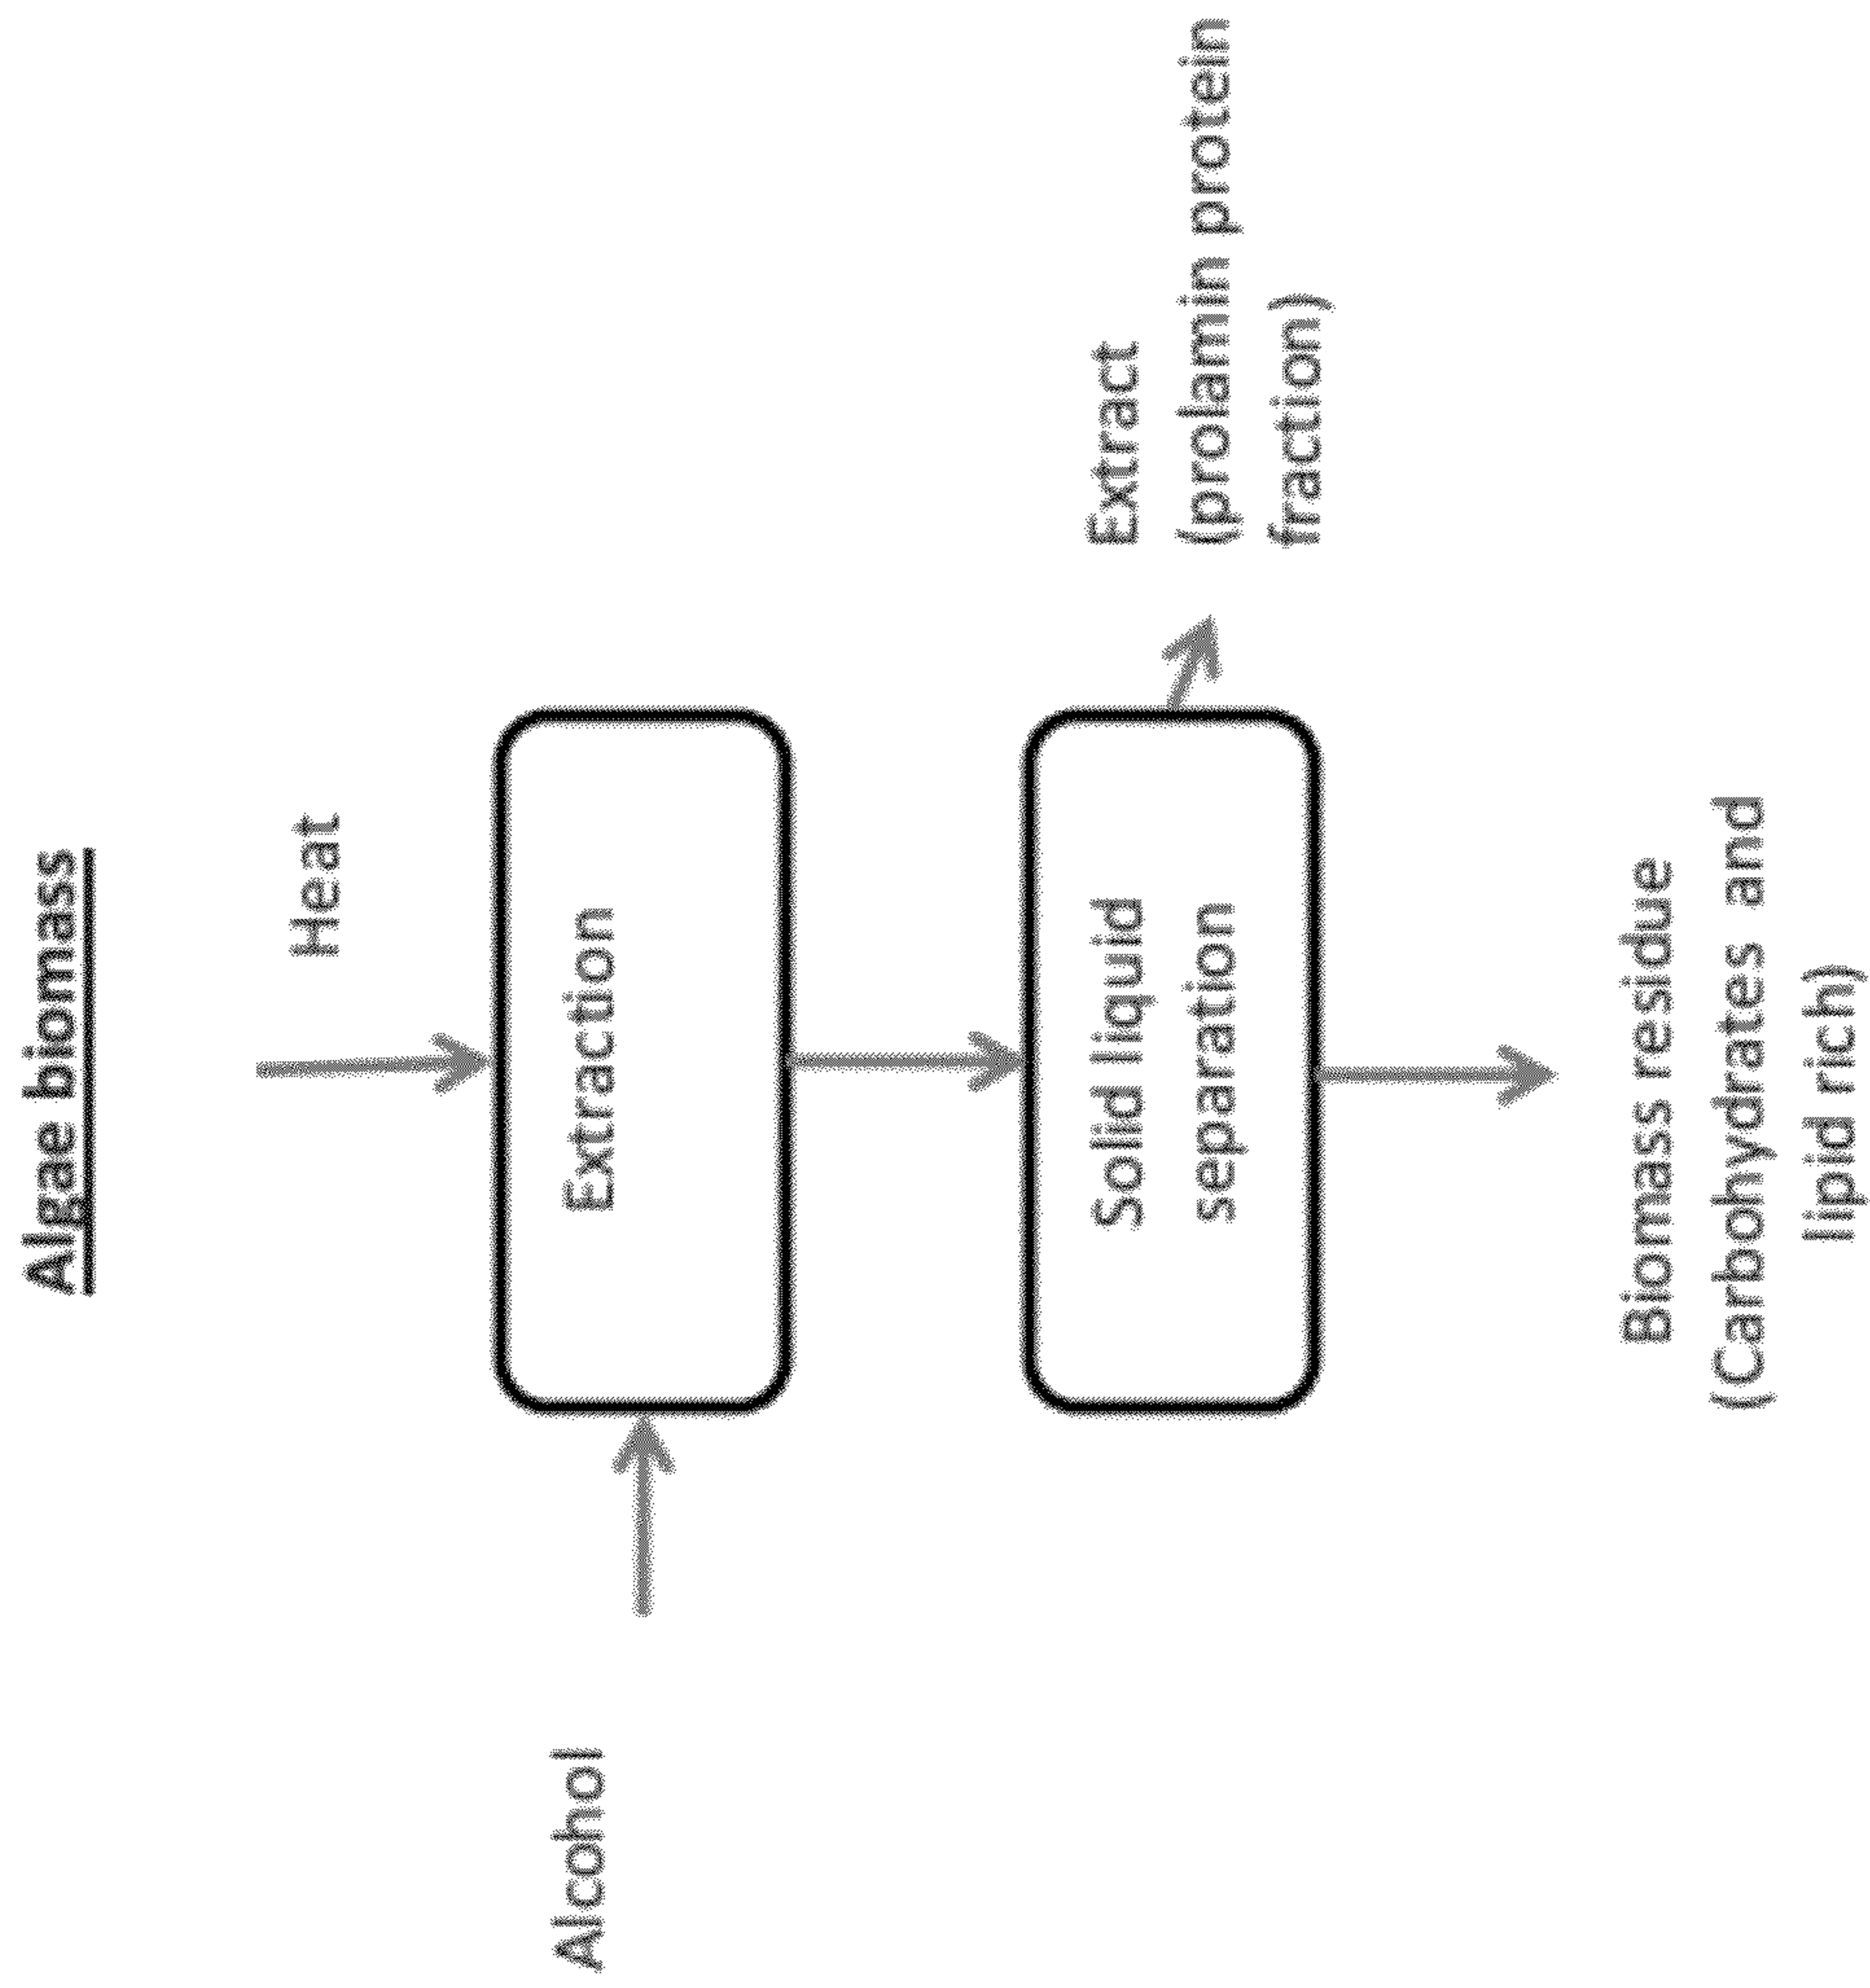 Algae biomass
Heat
Alcohol
Extraction
Solid liquid
separation
Extract
(prolamin protein
fraction)
Biomass residue
(Carbohydrates and
lipid rich)